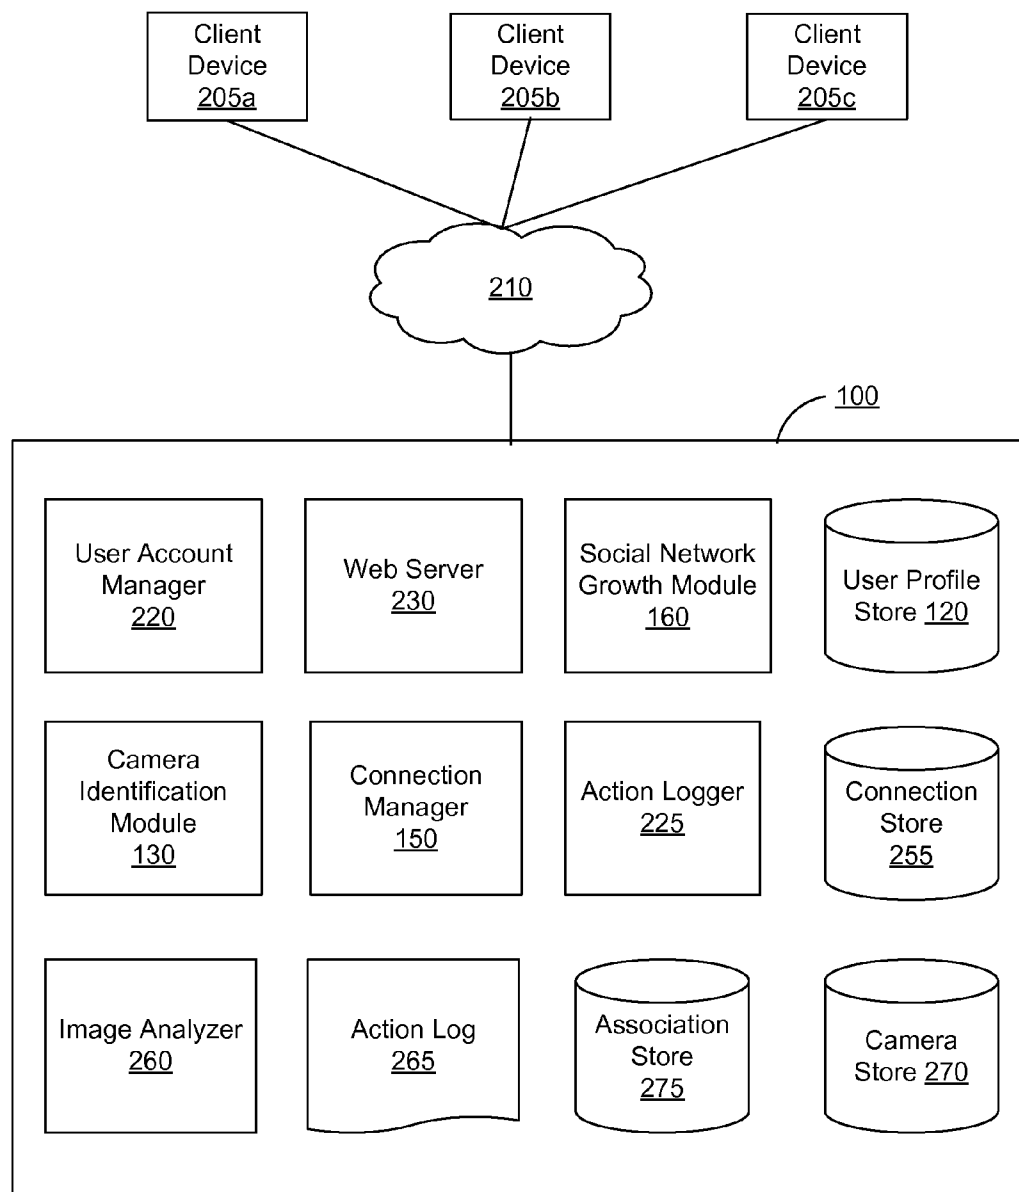 Client
Device
205a
Client
Device
205b
Client
Device
205c
210
100
User Account
Manager
220
Web Server
230
Social Network
Growth Module
160
User Profile
Store 120
Camera
Identification
Module
130
Connection
Manager
150
Action Logger
225
Connection
Store
255
Image Analyzer
260
Action Log
265
Association
Store
275
Camera
Store 270